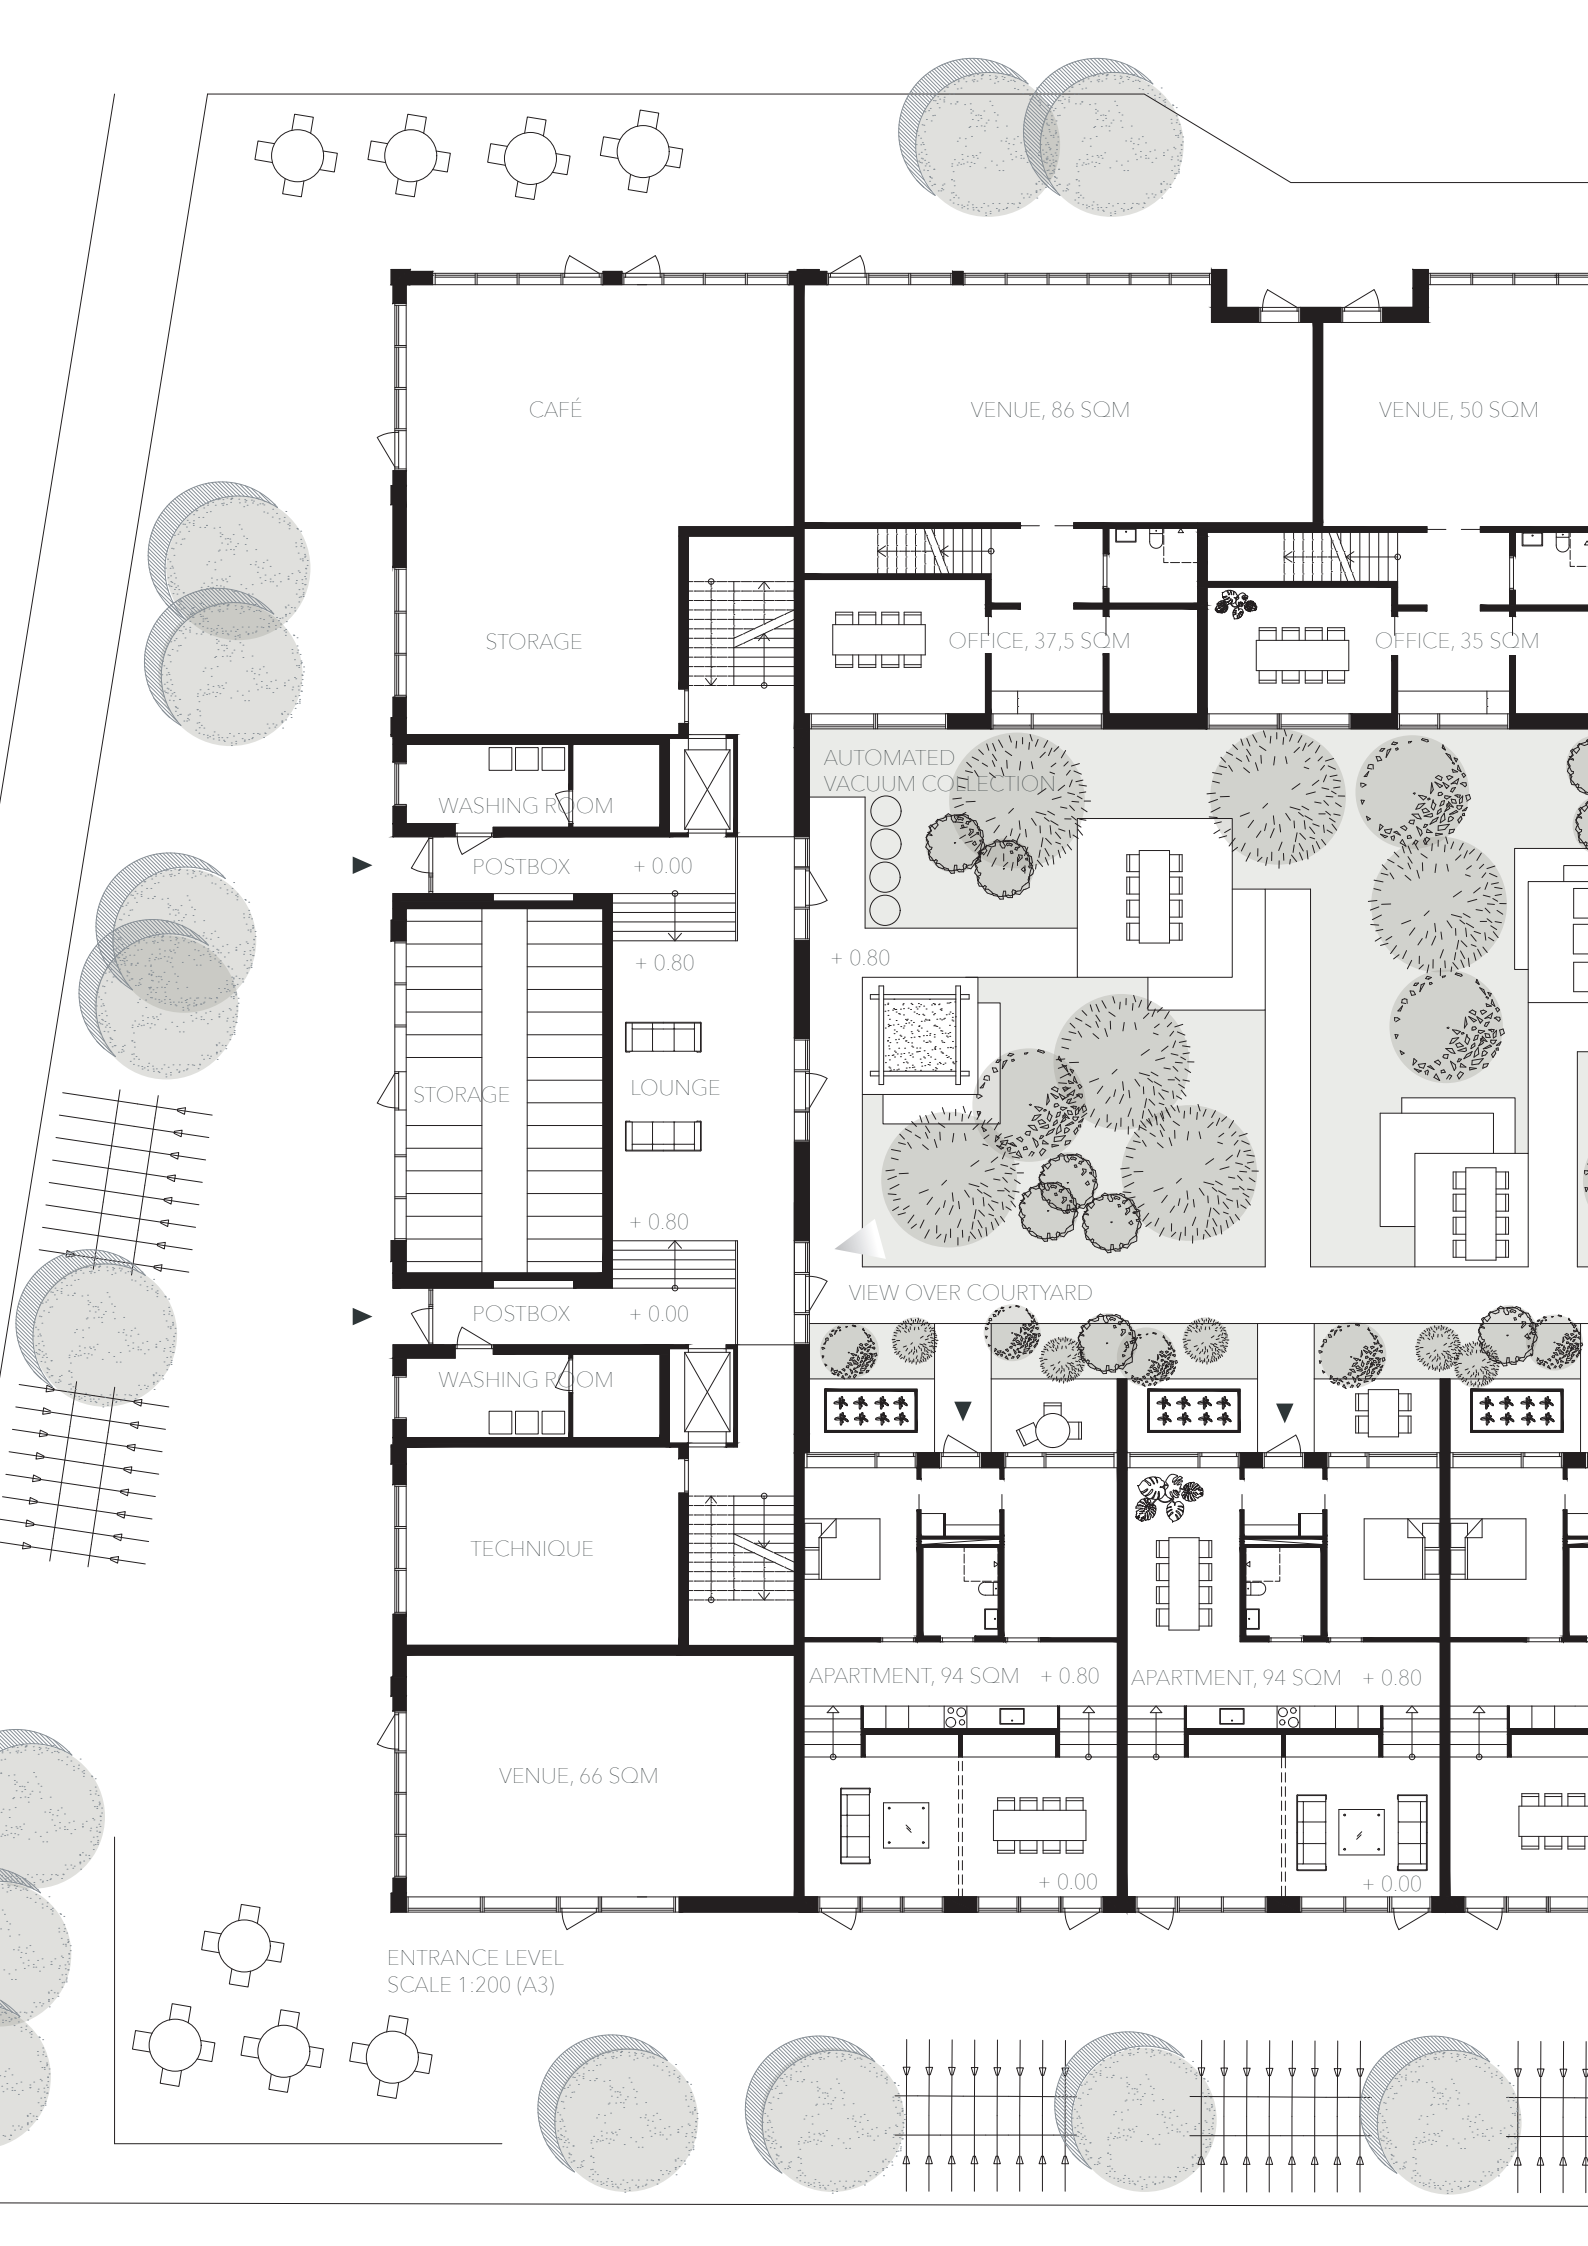 CAFÉ
VENUE, 86 SQM
VENUE, 50 SQM
STORAGE
OFFICE, 37,5 SQM
OFFICE, 35 SQM
AUTOMATED
VACUUM COLLECTION
WASHING ROOM
POSTBOX
+ 0.00
+ 0.80
+ 0.80
STORAGE
LOUNGE
+ 0.80
VIEW OVER COURTYARD
POSTBOX
+ 0.00
WASHING ROOM
TECHNIQUE
APARTMENT, 94 SQM + 0.80
APARTMENT, 94 SQM + 0.80
VENUE, 66 SQM
+ 0.00
+ 0.00
ENTRANCE LEVEL
SCALE 1:200 (A3)